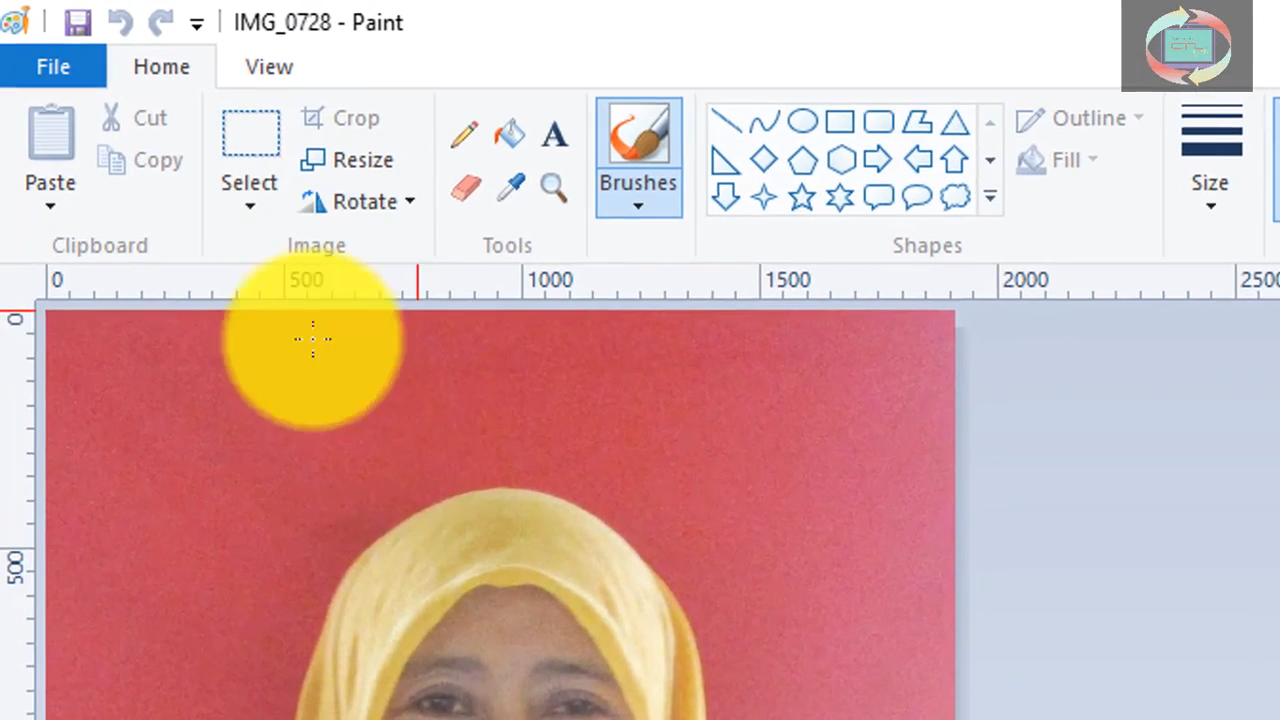 IMG_0728 - Paint
File Home View
Paste
Cut
Copy
Clipboard
Select
Crop
Resize
Rotate
Image
A
Tools
Brushes
Shapes
Outline
Fill
Size
0 500 1000 1500 2000 2500
0
500